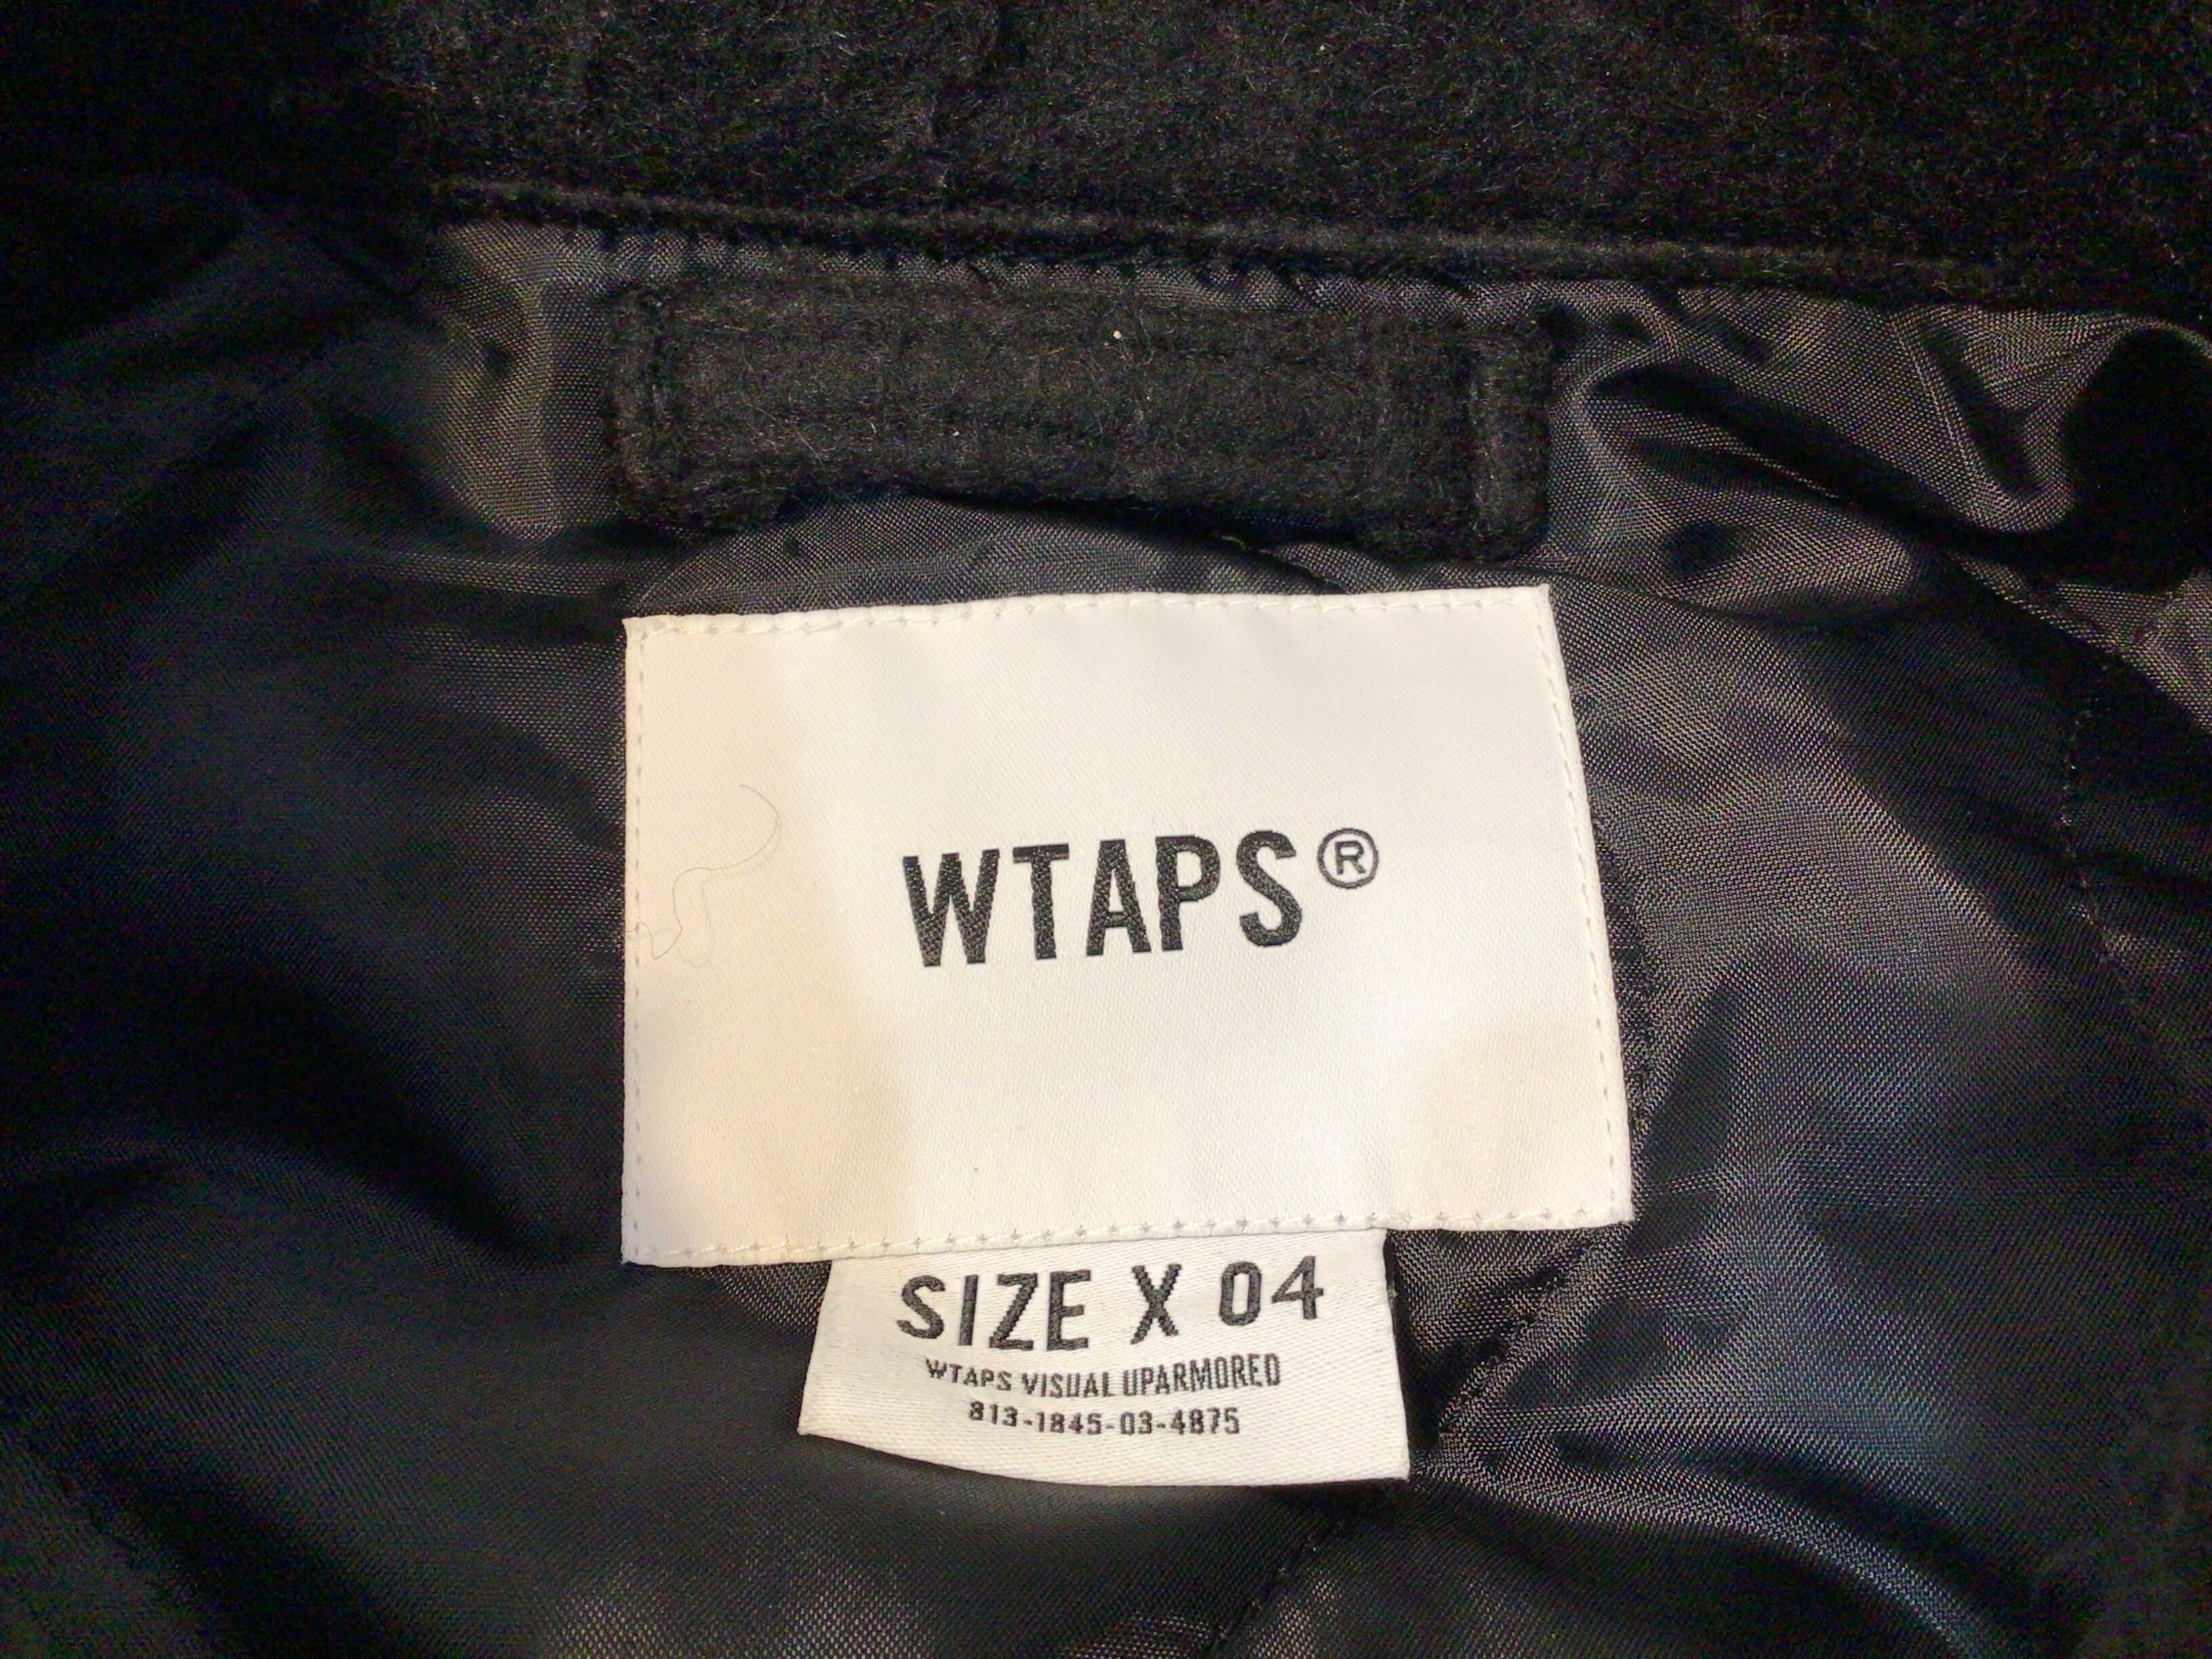 WTAPS®
SIZE X 04
WTAPS VISUAL UPARMORED
813-1845-03-4875